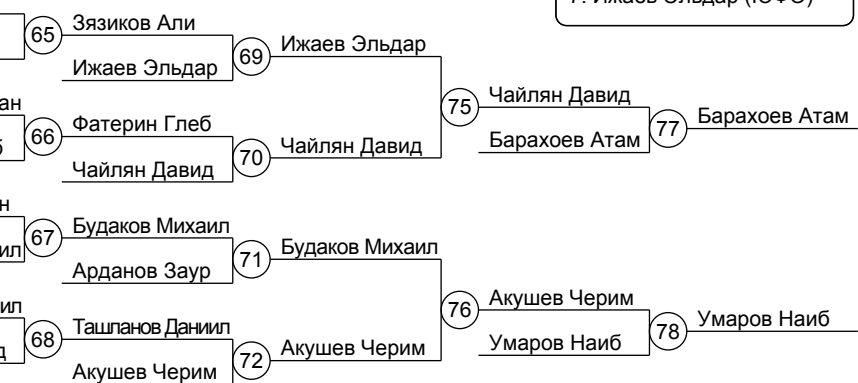 7. Ижаев Эльдар (ЮФО)
65
Зязиков Али
Ижаев Эльдар
69
Ижаев Эльдар
66
Фатерин Глеб
Чайлян Давид
70
Чайлян Давид
75
Чайлян Давид
Барахоев Атам
77
Барахоев Атам
67
Будаков Михаил
Арданов Заур
71
Будаков Михаил
68
Ташланов Даниил
Акушев Черим
72
Акушев Черим
76
Акушев Черим
Умаров Наиб
78
Умаров Наиб